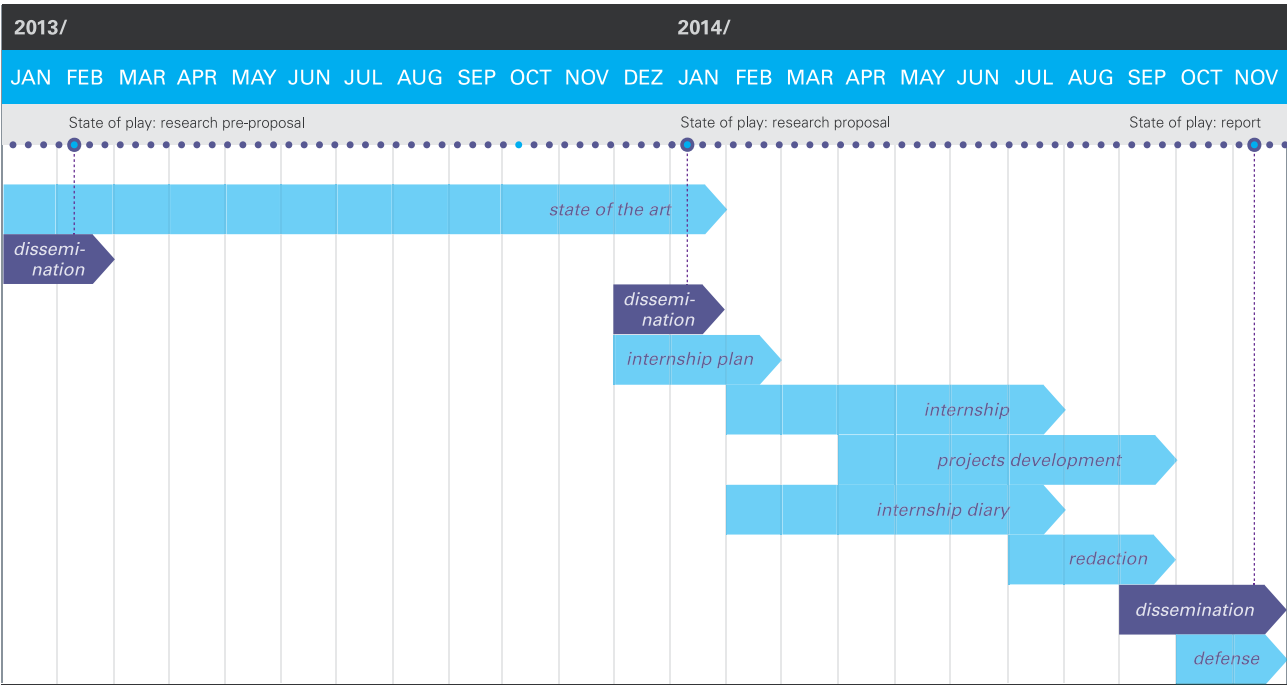 2013/ 2014/
JAN FEB MAR APR MAY JUN JUL AUG SEP OCT NOV DEZ JAN FEB MAR APR MAY JUN JUL AUG SEP OCT NOV
State of play: research pre-proposal State of play: research proposal State of play: report
state of the art
dissemi-
nation
dissemi-
nation
internship plan
internship
projects development
internship diary
redaction
dissemination
defense